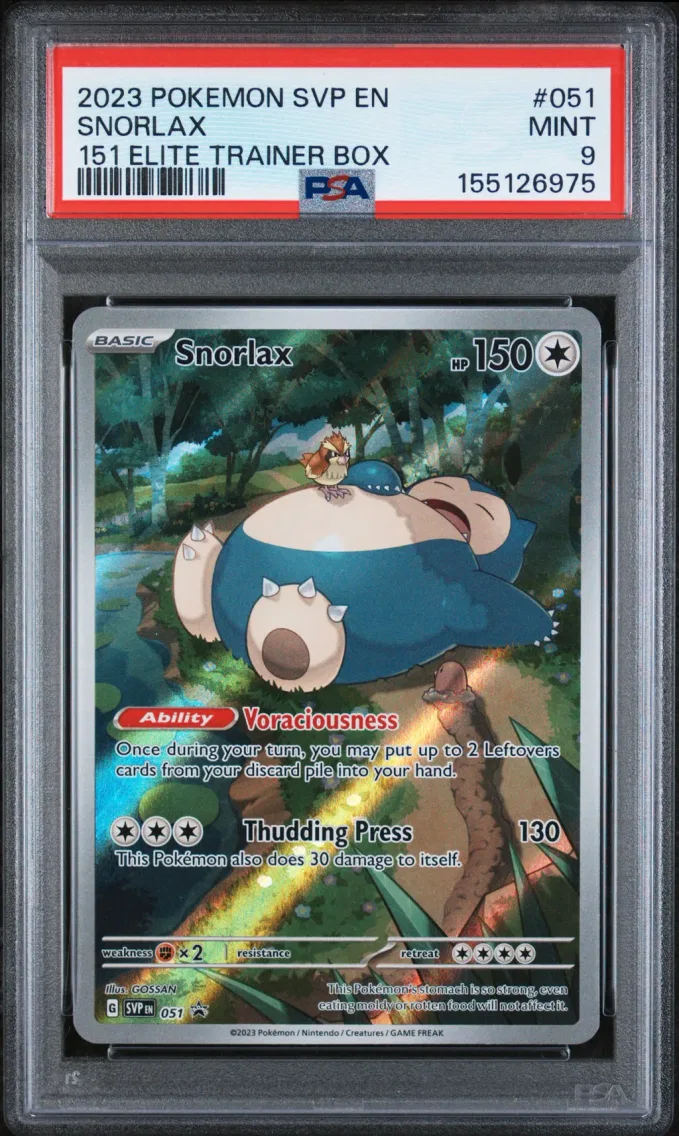 2023 POKEMON SVP EN #051
SNORLAX MINT
151 ELITE TRAINER BOX 9
PSA 155126975
BASIC Snorlax HP 150
Ability Voraciousness
Once during your turn, you may put up to 2 Leftovers
cards from your discard pile into your hand.
Thudding Press 130
This Pokémon also does 30 damage to itself.
weakness ×2 resistance retreat
Illus. GOSSAN
This Pokémon's stomach is so strong, even
eating moldy or rotten food will not affect it.
G SVP EN 051
©2023 Pokémon / Nintendo / Creatures / GAME FREAK
PSA